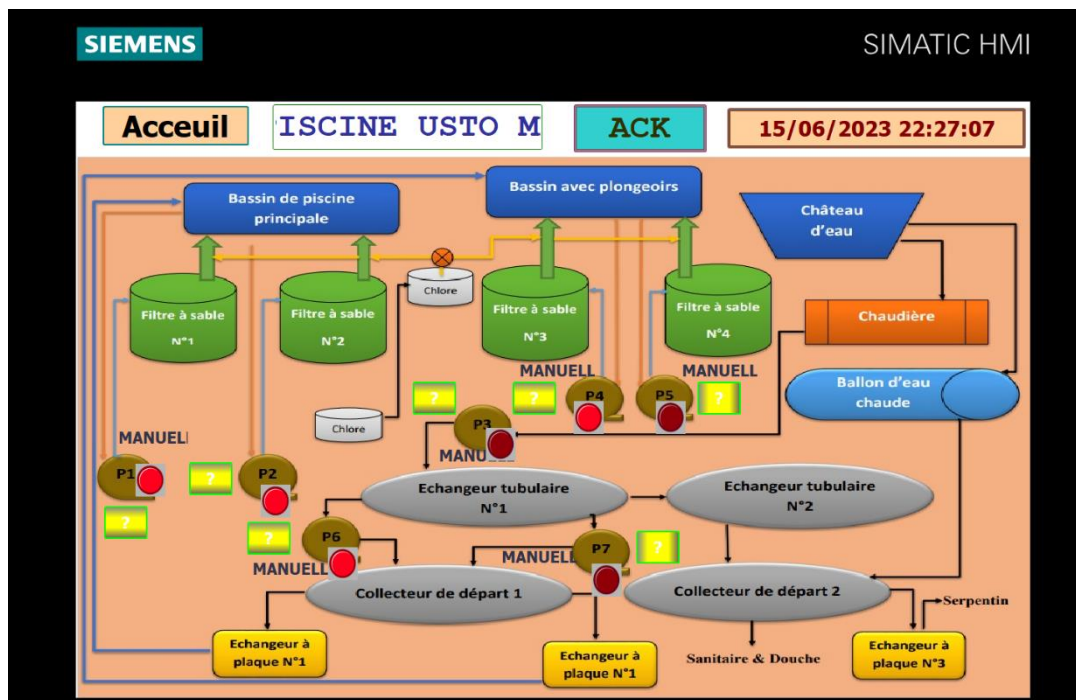 SIEMENS
SIMATIC HMI
Acceuil
ISCINE USTO M
ACK
15/06/2023 22:27:07
Bassin de piscine
principale
Bassin avec plongeoirs
Château
d'eau
Filtre à sable
N°1
Filtre à sable
N°2
Chlore
Filtre à sable
N°3
Filtre à sable
N°4
Chaudière
Ballon d'eau
chaude
MANUELL
MANUELL
?
?
P4
P5
?
Chlore
P3
MANUELL
MANUELL
P1
?
P2
?
?
Echangeur tubulaire
N°1
Echangeur tubulaire
N°2
P6
MANUELL
MANUELL
P7
?
Collecteur de départ 1
Collecteur de départ 2
Serpentin
Echangeur à
plaque N°1
Echangeur à
plaque N°1
Sanitaire & Douche
Echangeur à
plaque N°3